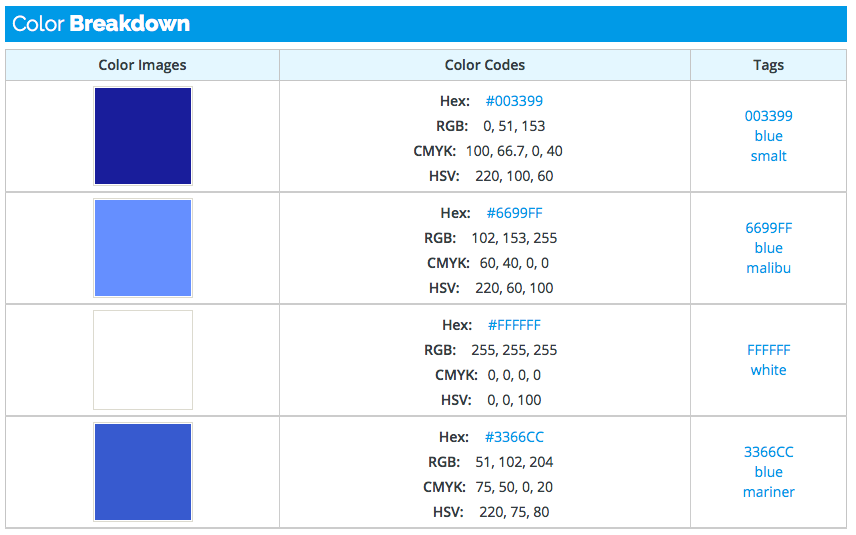 Color Breakdown
Color Images Color Codes Tags
Hex: #003399
RGB: 0, 51, 153
CMYK: 100, 66.7, 0, 40
HSV: 220, 100, 60
003399
blue
smalt
Hex: #6699FF
RGB: 102, 153, 255
CMYK: 60, 40, 0, 0
HSV: 220, 60, 100
6699FF
blue
malibu
Hex: #FFFFFF
RGB: 255, 255, 255
CMYK: 0, 0, 0, 0
HSV: 0, 0, 100
FFFFFF
white
Hex: #3366CC
RGB: 51, 102, 204
CMYK: 75, 50, 0, 20
HSV: 220, 75, 80
3366CC
blue
mariner